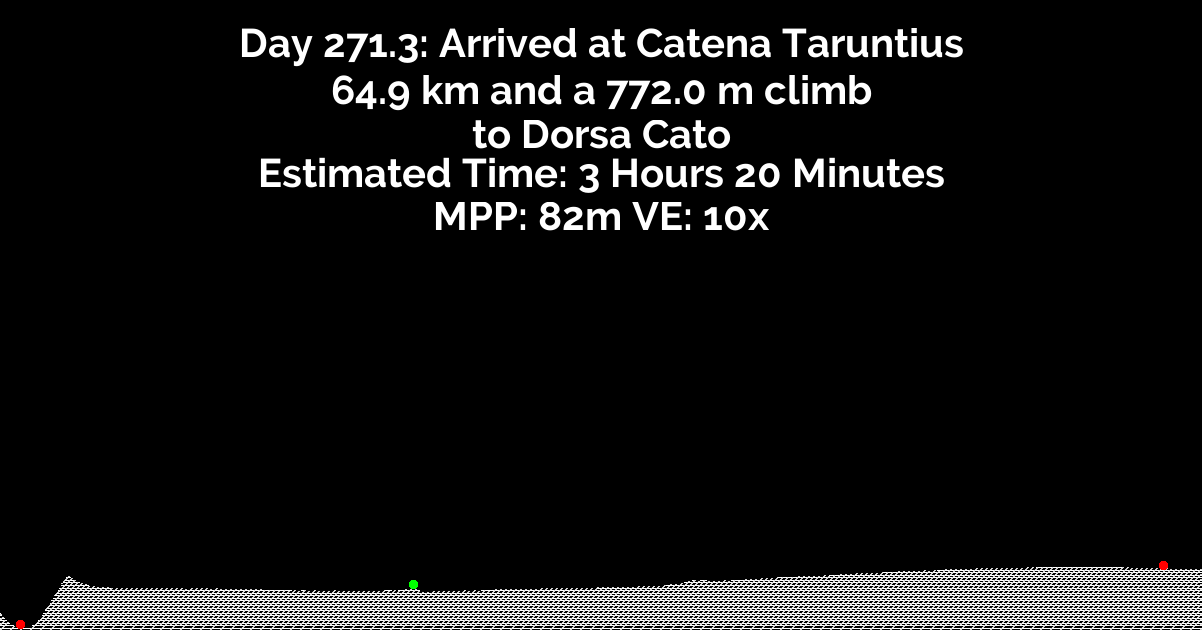 Day 271.3: Arrived at Catena Taruntius
64.9 km and a 772.0 m climb
to Dorsa Cato
Estimated Time: 3 Hours 20 Minutes
MPP: 82m VE: 10x